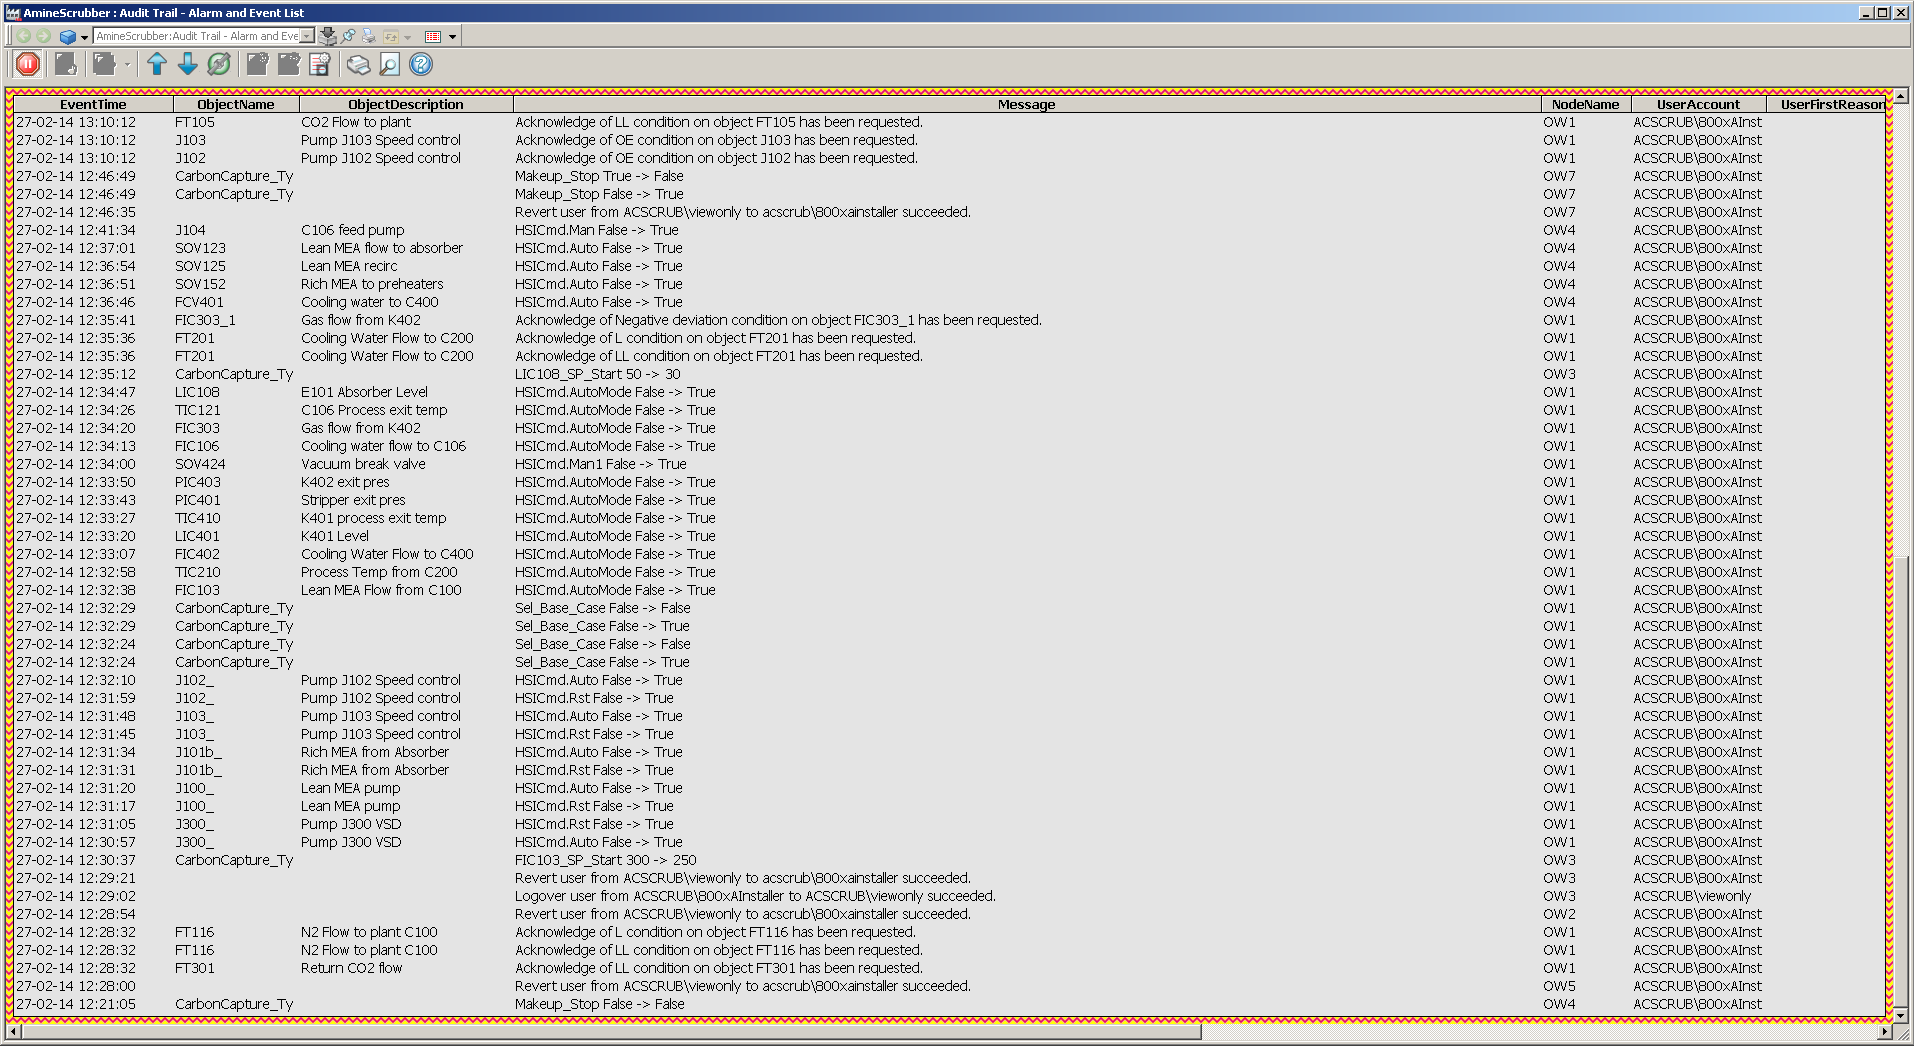 AmineScrubber : Audit Trail - Alarm and Event List
AmineScrubber:Audit Trail - Alarm and Eve
EventTime ObjectName ObjectDescription Message NodeName UserAccount UserFirstReason
27-02-14 13:10:12 FT105 CO2 Flow to plant Acknowledge of LL condition on object FT105 has been requested. OW1 ACSCRUB\800xAInst
27-02-14 13:10:12 J103 Pump J103 Speed control Acknowledge of OE condition on object J103 has been requested. OW1 ACSCRUB\800xAInst
27-02-14 13:10:12 J102 Pump J102 Speed control Acknowledge of OE condition on object J102 has been requested. OW1 ACSCRUB\800xAInst
27-02-14 12:46:49 CarbonCapture_Ty Makeup_Stop True -> False OW7 ACSCRUB\800xAInst
27-02-14 12:46:49 CarbonCapture_Ty Makeup_Stop False -> True OW7 ACSCRUB\800xAInst
27-02-14 12:46:35 Revert user from ACSCRUB\viewonly to acscrub\800xainstaller succeeded. OW7 ACSCRUB\800xAInst
27-02-14 12:41:34 J104 C106 feed pump HSICmd.Man False -> True OW4 ACSCRUB\800xAInst
27-02-14 12:37:01 SOV123 Lean MEA flow to absorber HSICmd.Auto False -> True OW4 ACSCRUB\800xAInst
27-02-14 12:36:54 SOV125 Lean MEA recirc HSICmd.Auto False -> True OW4 ACSCRUB\800xAInst
27-02-14 12:36:51 SOV152 Rich MEA to preheaters HSICmd.Auto False -> True OW4 ACSCRUB\800xAInst
27-02-14 12:36:46 FCV401 Cooling water to C400 HSICmd.Auto False -> True OW4 ACSCRUB\800xAInst
27-02-14 12:35:41 FIC303_1 Gas flow from K402 Acknowledge of Negative deviation condition on object FIC303_1 has been requested. OW1 ACSCRUB\800xAInst
27-02-14 12:35:36 FT201 Cooling Water Flow to C200 Acknowledge of L condition on object FT201 has been requested. OW1 ACSCRUB\800xAInst
27-02-14 12:35:36 FT201 Cooling Water Flow to C200 Acknowledge of LL condition on object FT201 has been requested. OW1 ACSCRUB\800xAInst
27-02-14 12:35:12 CarbonCapture_Ty LIC108_SP_Start 50 -> 30 OW3 ACSCRUB\800xAInst
27-02-14 12:34:47 LIC108 E101 Absorber Level HSICmd.AutoMode False -> True OW1 ACSCRUB\800xAInst
27-02-14 12:34:26 TIC121 C106 Process exit temp HSICmd.AutoMode False -> True OW1 ACSCRUB\800xAInst
27-02-14 12:34:20 FIC303 Gas flow from K402 HSICmd.AutoMode False -> True OW1 ACSCRUB\800xAInst
27-02-14 12:34:13 FIC106 Cooling water flow to C106 HSICmd.AutoMode False -> True OW1 ACSCRUB\800xAInst
27-02-14 12:34:00 SOV424 Vacuum break valve HSICmd.Man1 False -> True OW1 ACSCRUB\800xAInst
27-02-14 12:33:50 PIC403 K402 exit pres HSICmd.AutoMode False -> True OW1 ACSCRUB\800xAInst
27-02-14 12:33:43 PIC401 Stripper exit pres HSICmd.AutoMode False -> True OW1 ACSCRUB\800xAInst
27-02-14 12:33:27 TIC410 K401 process exit temp HSICmd.AutoMode False -> True OW1 ACSCRUB\800xAInst
27-02-14 12:33:20 LIC401 K401 Level HSICmd.AutoMode False -> True OW1 ACSCRUB\800xAInst
27-02-14 12:33:07 FIC402 Cooling Water Flow to C400 HSICmd.AutoMode False -> True OW1 ACSCRUB\800xAInst
27-02-14 12:32:58 TIC210 Process Temp from C200 HSICmd.AutoMode False -> True OW1 ACSCRUB\800xAInst
27-02-14 12:32:38 FIC103 Lean MEA Flow from C100 HSICmd.AutoMode False -> True OW1 ACSCRUB\800xAInst
27-02-14 12:32:29 CarbonCapture_Ty Sel_Base_Case False -> False OW1 ACSCRUB\800xAInst
27-02-14 12:32:29 CarbonCapture_Ty Sel_Base_Case False -> True OW1 ACSCRUB\800xAInst
27-02-14 12:32:24 CarbonCapture_Ty Sel_Base_Case False -> False OW1 ACSCRUB\800xAInst
27-02-14 12:32:24 CarbonCapture_Ty Sel_Base_Case False -> True OW1 ACSCRUB\800xAInst
27-02-14 12:32:10 J102_ Pump J102 Speed control HSICmd.Auto False -> True OW1 ACSCRUB\800xAInst
27-02-14 12:31:59 J102_ Pump J102 Speed control HSICmd.Rst False -> True OW1 ACSCRUB\800xAInst
27-02-14 12:31:48 J103_ Pump J103 Speed control HSICmd.Auto False -> True OW1 ACSCRUB\800xAInst
27-02-14 12:31:45 J103_ Pump J103 Speed control HSICmd.Rst False -> True OW1 ACSCRUB\800xAInst
27-02-14 12:31:34 J101b_ Rich MEA from Absorber HSICmd.Auto False -> True OW1 ACSCRUB\800xAInst
27-02-14 12:31:31 J101b_ Rich MEA from Absorber HSICmd.Rst False -> True OW1 ACSCRUB\800xAInst
27-02-14 12:31:20 J100_ Lean MEA pump HSICmd.Auto False -> True OW1 ACSCRUB\800xAInst
27-02-14 12:31:17 J100_ Lean MEA pump HSICmd.Rst False -> True OW1 ACSCRUB\800xAInst
27-02-14 12:31:05 J300_ Pump J300 VSD HSICmd.Rst False -> True OW1 ACSCRUB\800xAInst
27-02-14 12:30:57 J300_ Pump J300 VSD HSICmd.Auto False -> True OW1 ACSCRUB\800xAInst
27-02-14 12:30:37 CarbonCapture_Ty FIC103_SP_Start 300 -> 250 OW3 ACSCRUB\800xAInst
27-02-14 12:29:21 Revert user from ACSCRUB\viewonly to acscrub\800xainstaller succeeded. OW3 ACSCRUB\800xAInst
27-02-14 12:29:02 Logover user from ACSCRUB\800xAInstaller to ACSCRUB\viewonly succeeded. OW3 ACSCRUB\viewonly
27-02-14 12:28:54 Revert user from ACSCRUB\viewonly to acscrub\800xainstaller succeeded. OW2 ACSCRUB\800xAInst
27-02-14 12:28:32 FT116 N2 Flow to plant C100 Acknowledge of L condition on object FT116 has been requested. OW1 ACSCRUB\800xAInst
27-02-14 12:28:32 FT116 N2 Flow to plant C100 Acknowledge of LL condition on object FT116 has been requested. OW1 ACSCRUB\800xAInst
27-02-14 12:28:32 FT301 Return CO2 flow Acknowledge of LL condition on object FT301 has been requested. OW1 ACSCRUB\800xAInst
27-02-14 12:28:00 Revert user from ACSCRUB\viewonly to acscrub\800xainstaller succeeded. OW5 ACSCRUB\800xAInst
27-02-14 12:21:05 CarbonCapture_Ty Makeup_Stop False -> False OW4 ACSCRUB\800xAInst